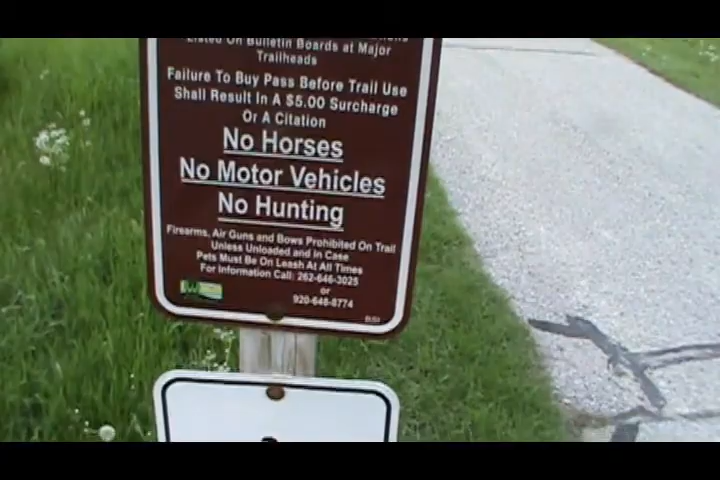 Listed On Bulletin Boards at Major
Trailheads
Failure To Buy Pass Before Trail Use
Shall Result In A $5.00 Surcharge
Or A Citation
No Horses
No Motor Vehicles
No Hunting
Firearms, Air Guns and Bows Prohibited On Trail
Unless Unloaded and In Case
Pets Must Be On Leash At All Times
For Information Call: 262-646-3025
or
920-648-8774